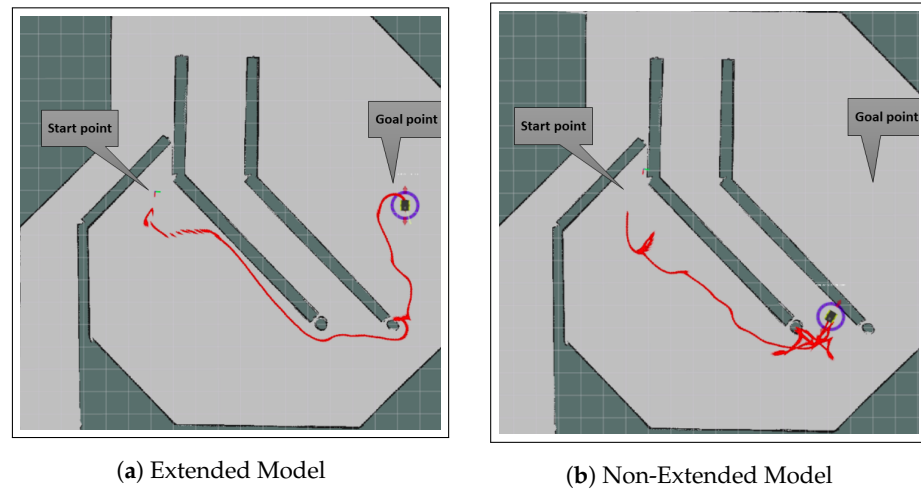 Start point
Goal point
Start point
Goal point
(a) Extended Model
(b) Non-Extended Model